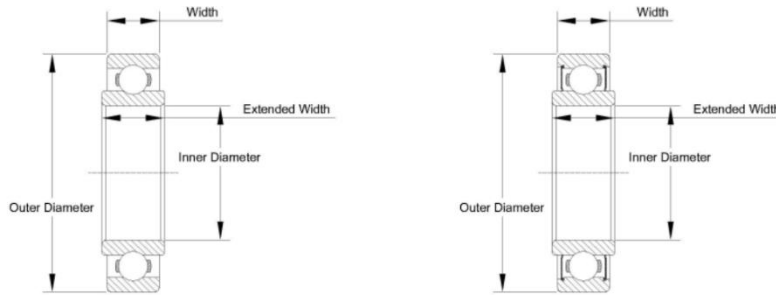 Width
Extended Width
Inner Diameter
Outer Diameter
Width
Extended Width
Inner Diameter
Outer Diameter